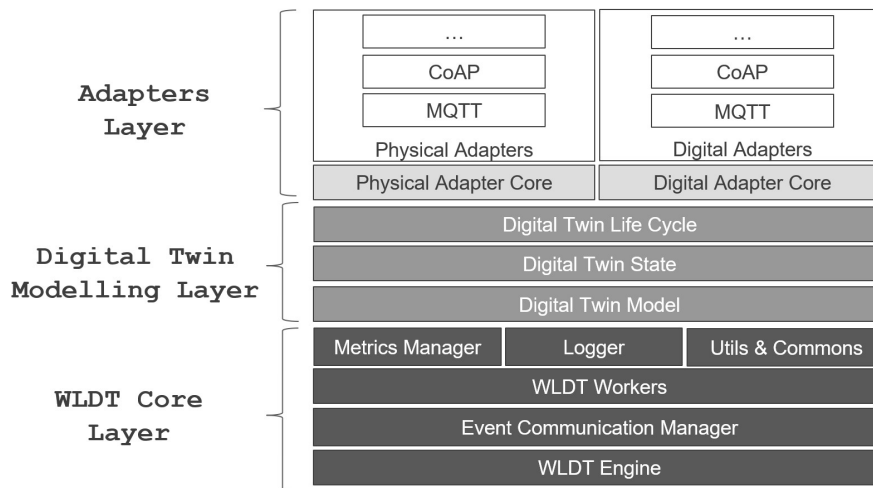 Adapters
Layer
…
CoAP
MQTT
Physical Adapters
Physical Adapter Core
…
CoAP
MQTT
Digital Adapters
Digital Adapter Core
Digital Twin
Modelling Layer
Digital Twin Life Cycle
Digital Twin State
Digital Twin Model
WLDT Core
Layer
Metrics Manager
Logger
Utils & Commons
WLDT Workers
Event Communication Manager
WLDT Engine